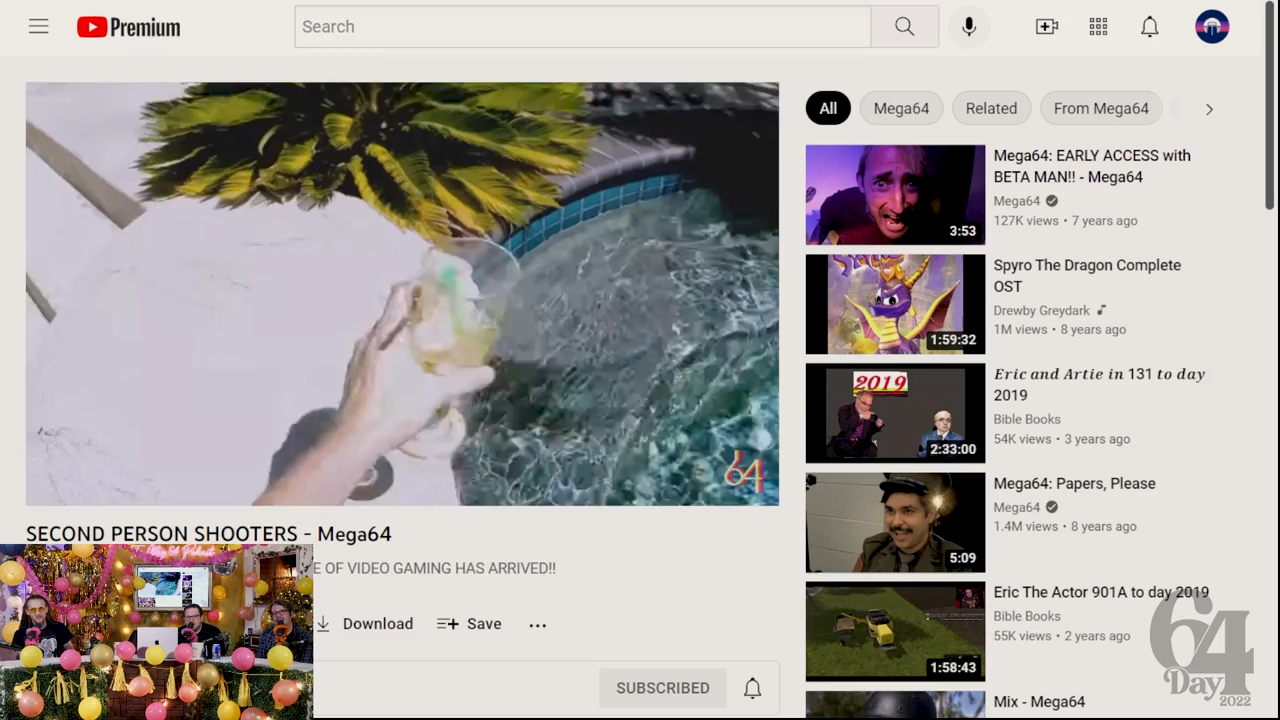 Premium
Search
All
Mega64
Related
From Mega64
64
SECOND PERSON SHOOTERS - Mega64
E OF VIDEO GAMING HAS ARRIVED!!
Download
Save
SUBSCRIBED
Mega64: EARLY ACCESS with
BETA MAN!! - Mega64
Mega64
127K views • 7 years ago
3:53
Spyro The Dragon Complete
OST
Drewby Greydark
1M views • 8 years ago
1:59:32
Eric and Artie in 131 to day
2019
Bible Books
54K views • 3 years ago
2019
2:33:00
Mega64: Papers, Please
Mega64
1.4M views • 8 years ago
5:09
Eric The Actor 901A to day 2019
Bible Books
55K views • 2 years ago
1:58:43
Mix - Mega64
64
Day
2022